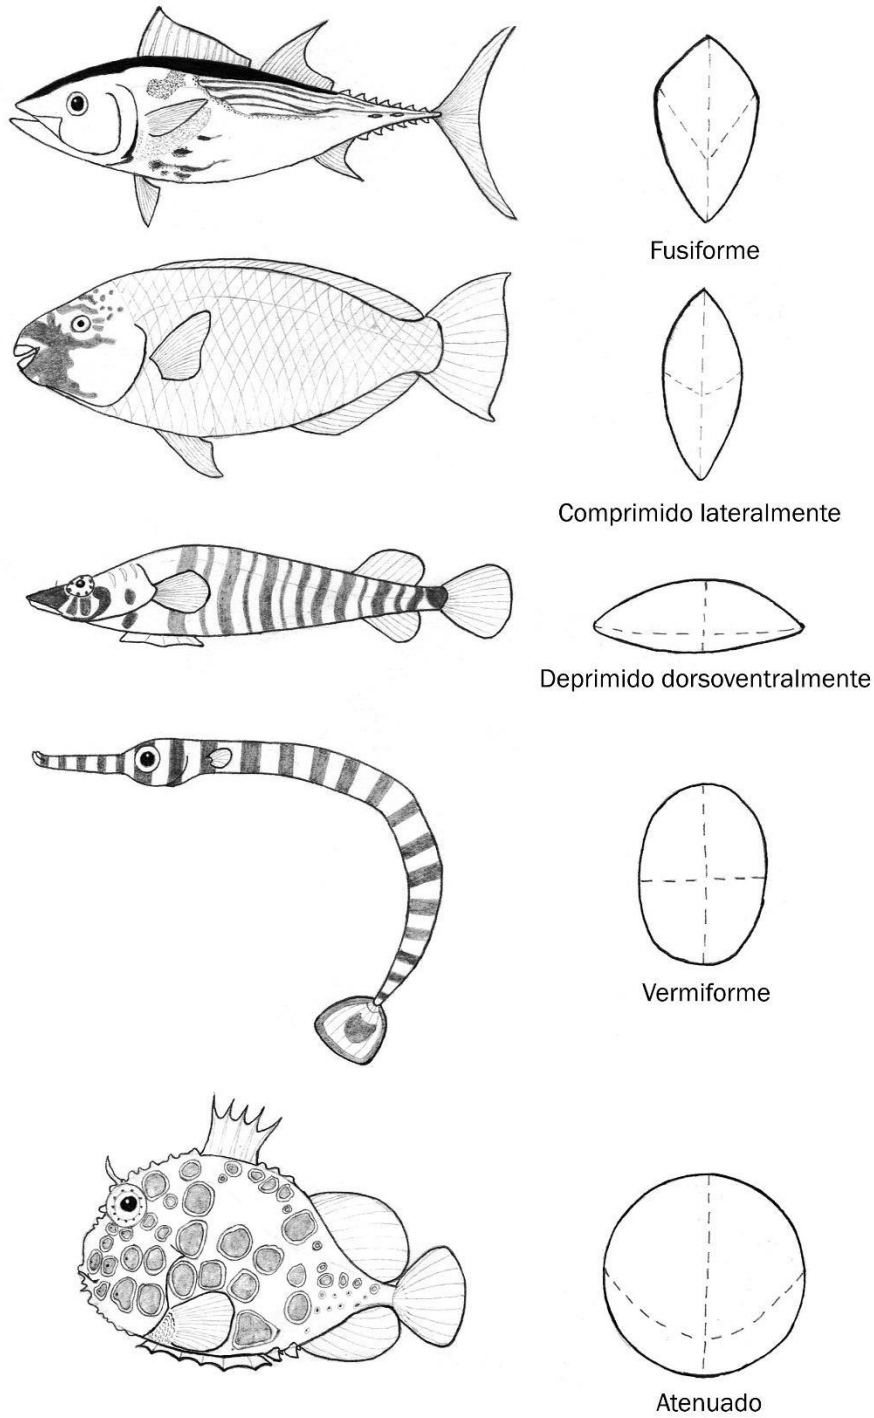 Fusiforme
Comprimido lateralmente
Deprimido dorsoventralmente
Vermiforme
Atenuado